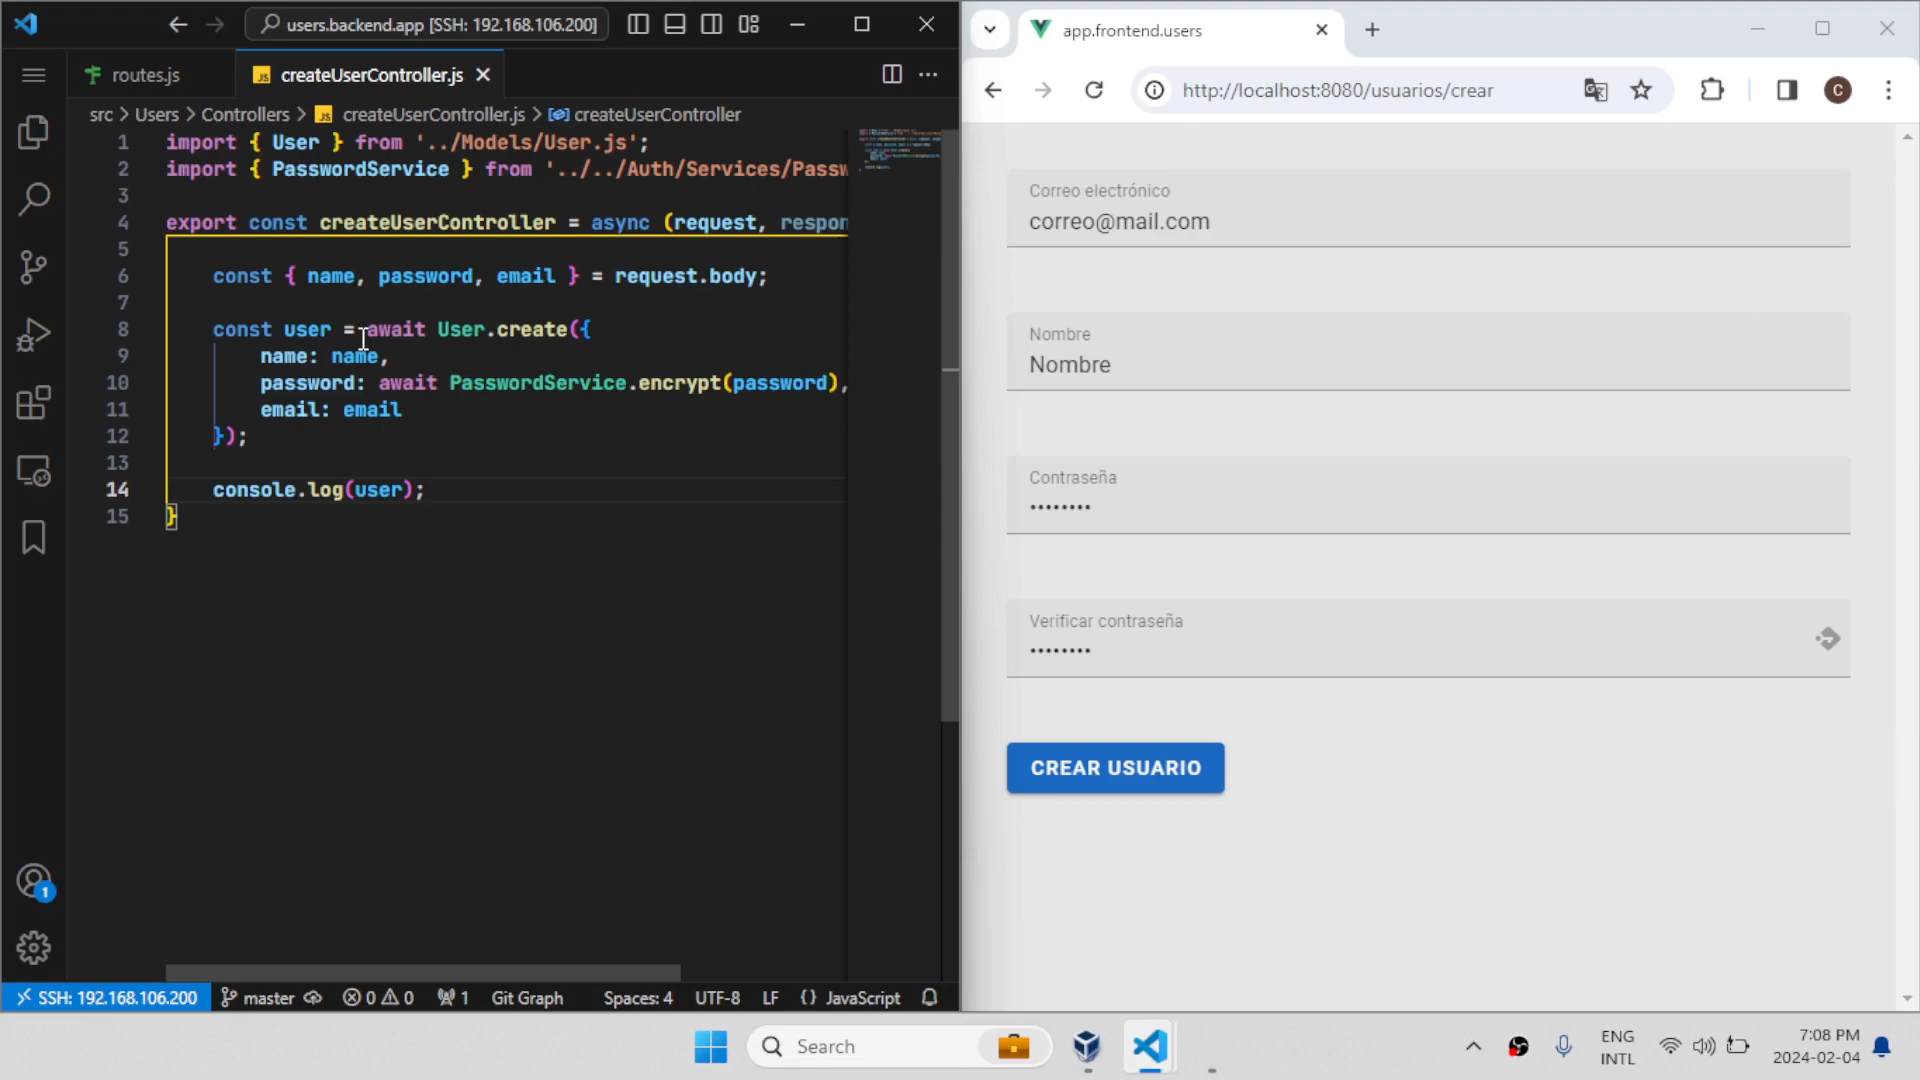 users.backend.app [SSH: 192.168.106.200]
routes.js
JS createUserController.js
src > Users > Controllers > JS createUserController.js > createUserController
1 import { User } from '../Models/User.js';
2 import { PasswordService } from '../../Auth/Services/Passw
3
4 export const createUserController = async (request, respon
5
6 const { name, password, email } = request.body;
7
8 const user = await User.create({
9 name: name,
10 password: await PasswordService.encrypt(password),
11 email: email
12 });
13
14 console.log(user);
15 }
1
SSH: 192.168.106.200 master 0 0 1 Git Graph Spaces: 4 UTF-8 LF {} JavaScript
app.frontend.users
http://localhost:8080/usuarios/crear
C
Correo electrónico
correo@mail.com
Nombre
Nombre
Contraseña
••••••••
Verificar contraseña
••••••••
CREAR USUARIO
Search
ENG
INTL
7:08 PM
2024-02-04